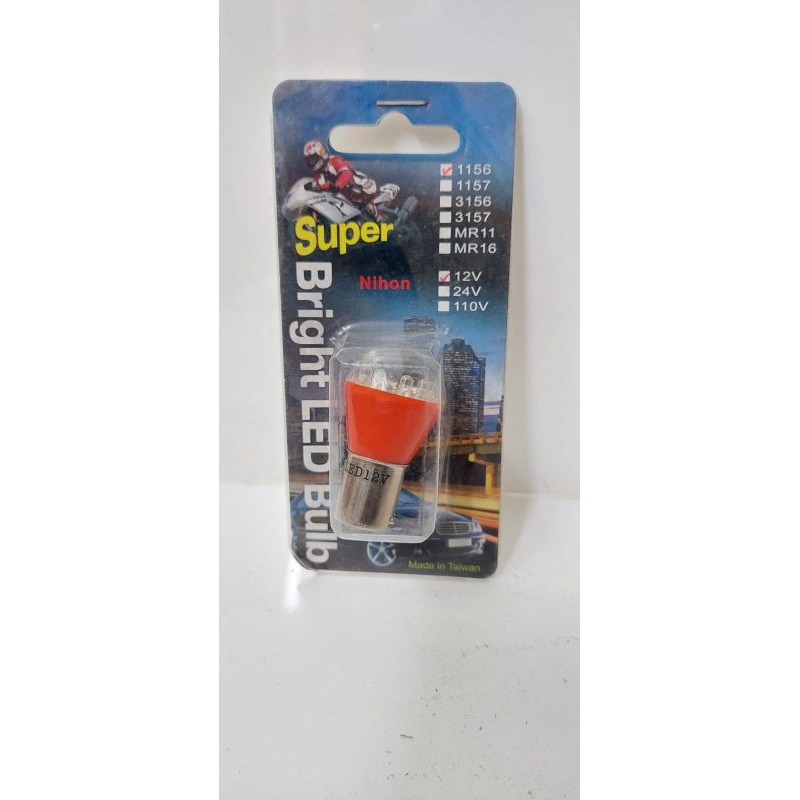 1156
1157
3156
3157
MR11
MR16
Super
Bright LED Bulb
Nihon
12V
24V
110V
LED12V
Made in Taiwan